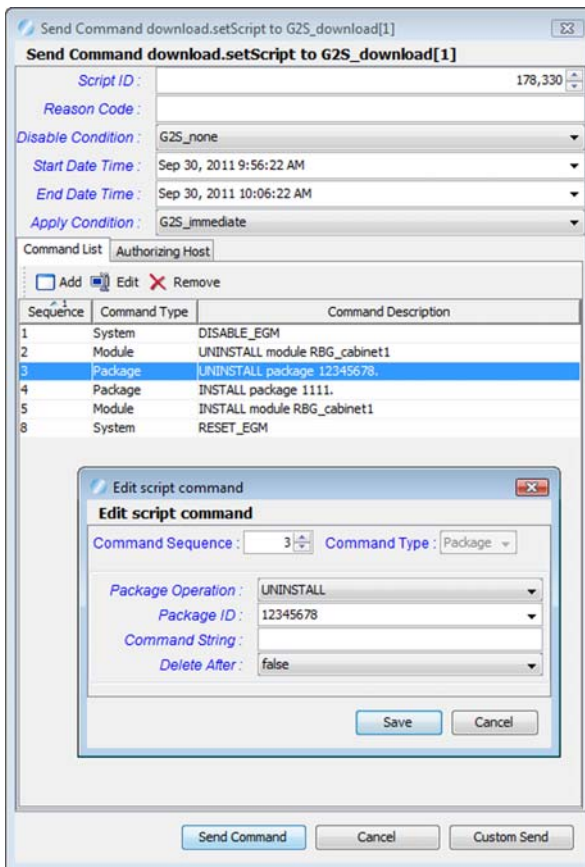 Send Command download.setScript to G2S_download[1]
Send Command download.setScript to G2S_download[1]
Script ID : 178,330
Reason Code :
Disable Condition : G2S_none
Start Date Time : Sep 30, 2011 9:56:22 AM
End Date Time : Sep 30, 2011 10:06:22 AM
Apply Condition : G2S_immediate
Command List Authorizing Host
Add Edit Remove
Sequence 1 Command Type Command Description
1 System DISABLE_EGM
2 Module UNINSTALL module RBG_cabinet1
3 Package UNINSTALL package 12345678.
4 Package INSTALL package 1111.
5 Module INSTALL module RBG_cabinet1
8 System RESET_EGM
Edit script command
Edit script command
Command Sequence : 3 Command Type : Package
Package Operation : UNINSTALL
Package ID : 12345678
Command String :
Delete After : false
Save Cancel
Send Command Cancel Custom Send